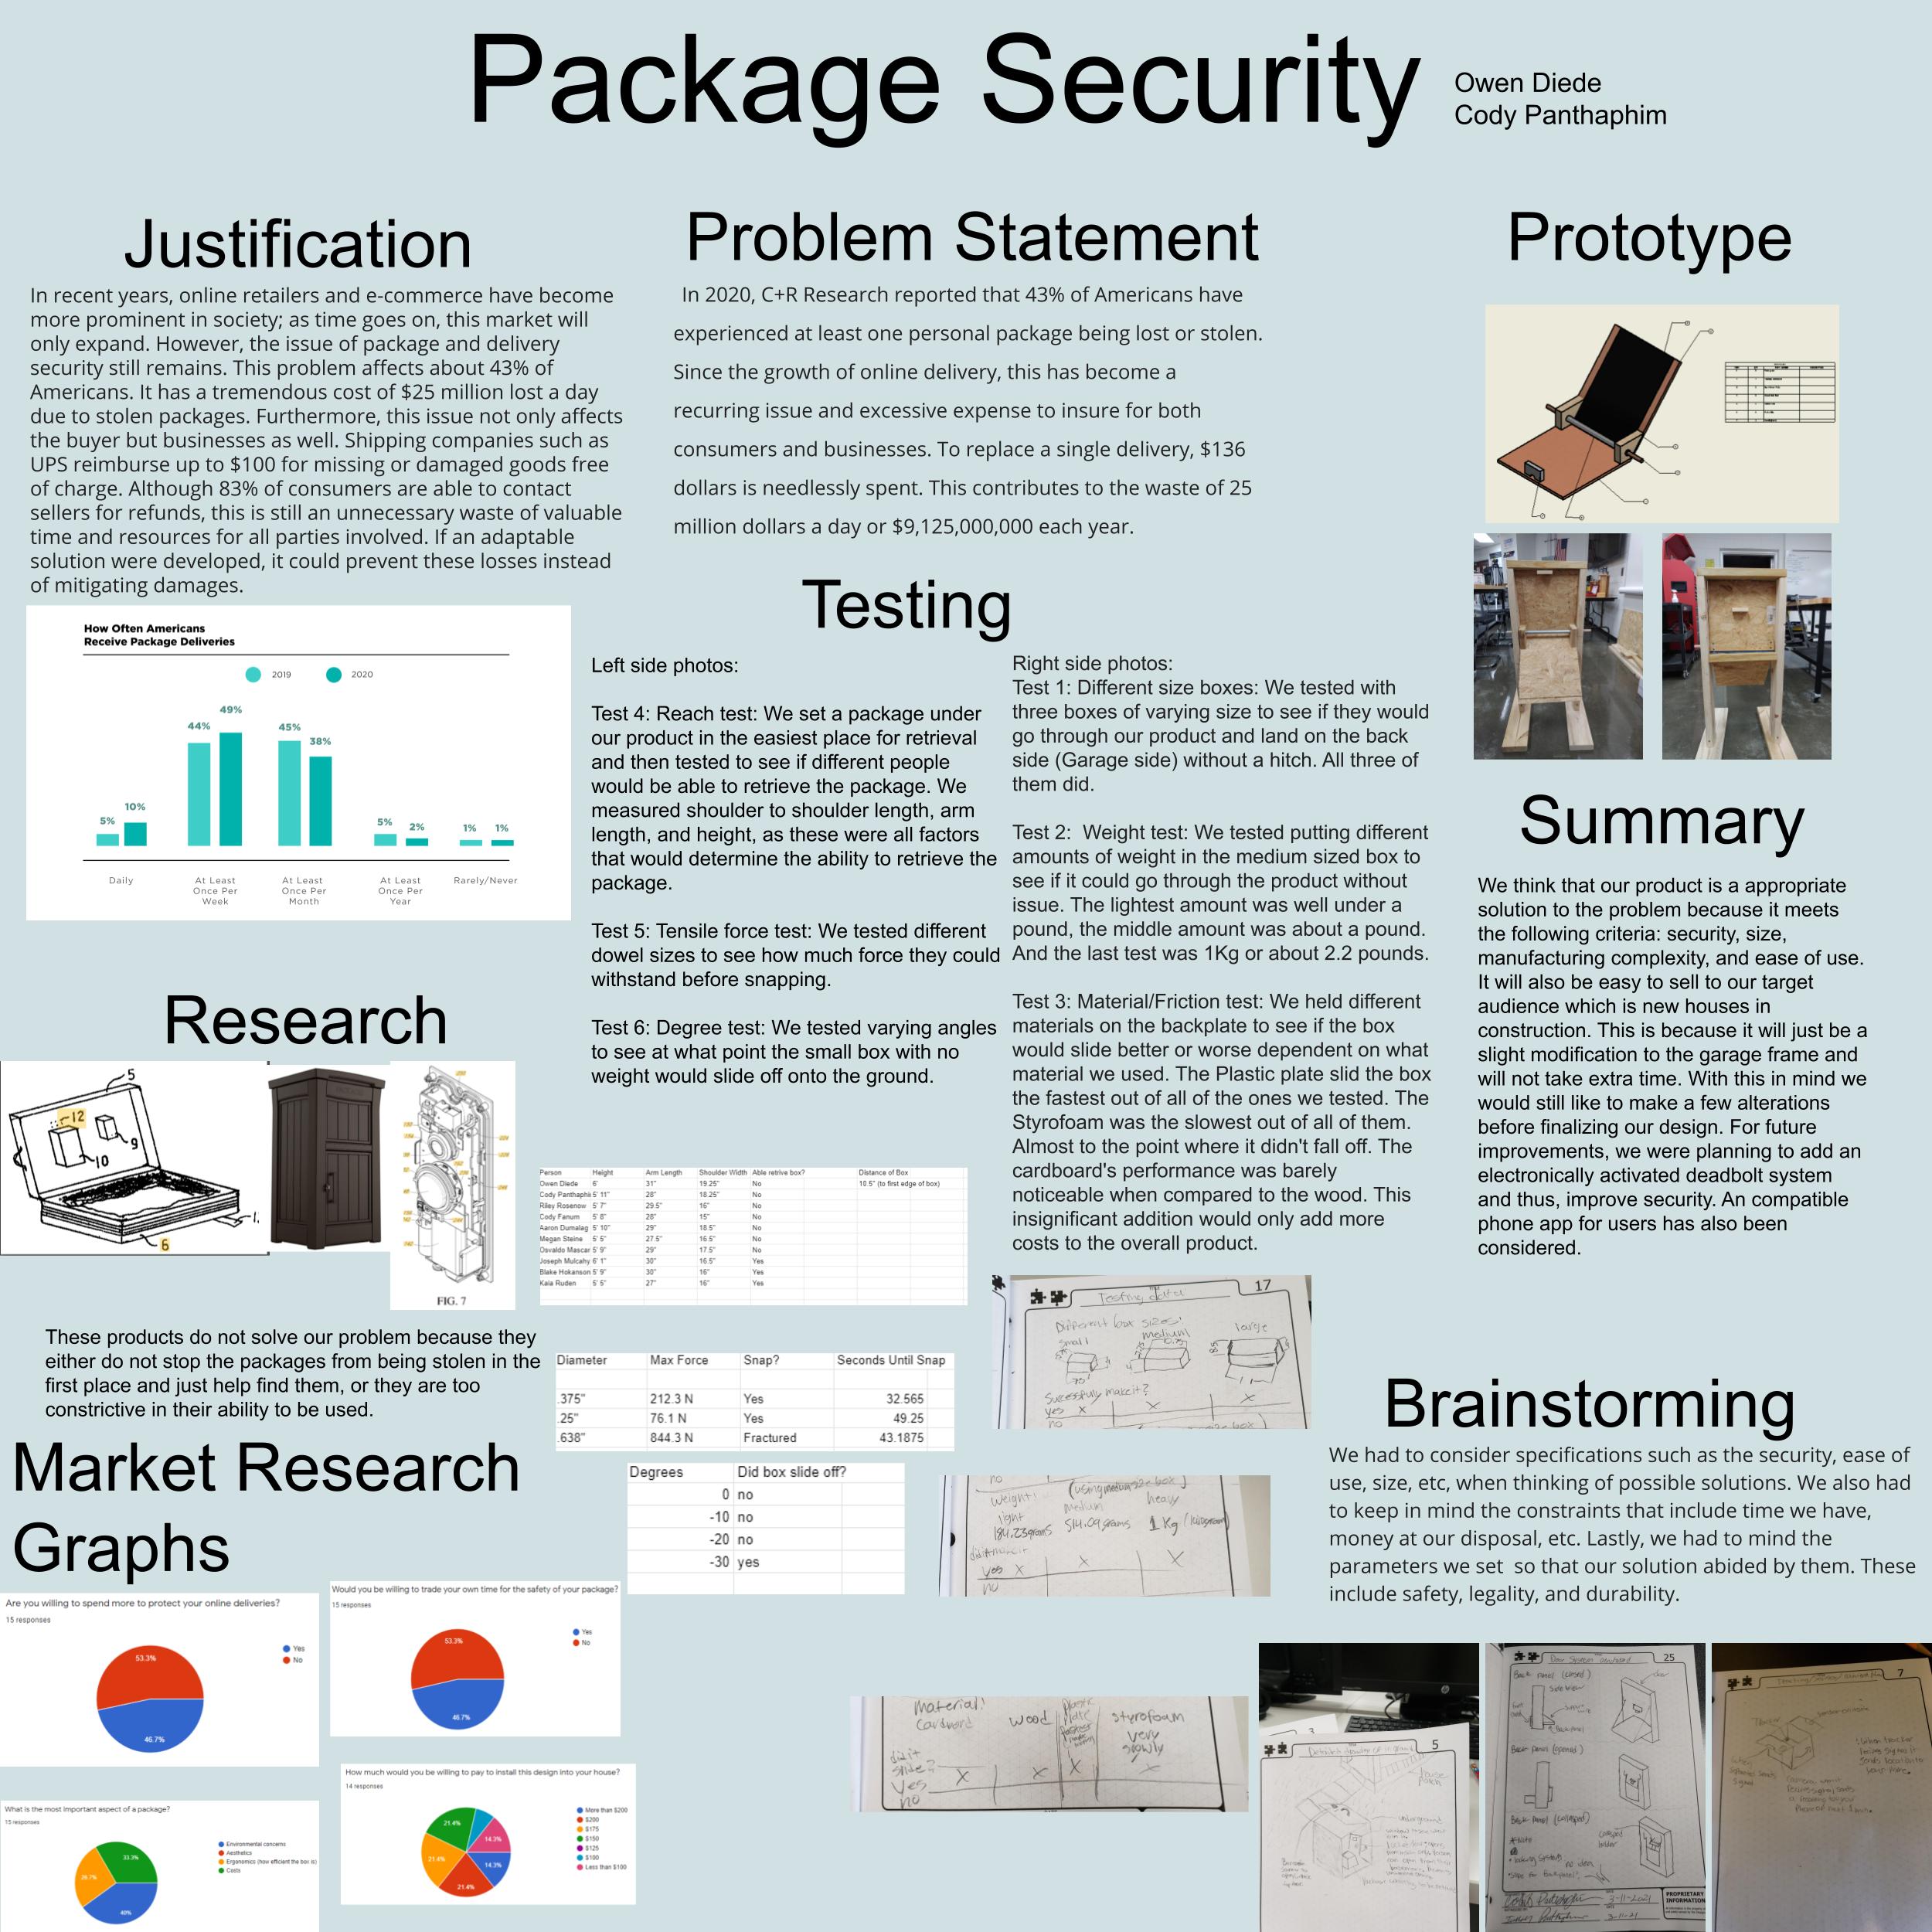 Package Security
Owen Diede
Cody Panthaphim
Justification
In recent years, online retailers and e-commerce have become
more prominent in society; as time goes on, this market will
only expand. However, the issue of package and delivery
security still remains. This problem affects about 43% of
Americans. It has a tremendous cost of $25 million lost a day
due to stolen packages. Furthermore, this issue not only affects
the buyer but businesses as well. Shipping companies such as
UPS reimburse up to $100 for missing or damaged goods free
of charge. Although 83% of consumers are able to contact
sellers for refunds, this is still an unnecessary waste of valuable
time and resources for all parties involved. If an adaptable
solution were developed, it could prevent these losses instead
of mitigating damages.
How Often Americans
Receive Package Deliveries
2019 2020
5% 10% 44% 49% 45% 38% 5% 2% 1% 1%
Daily
At Least
Once Per
Week
At Least
Once Per
Month
At Least
Once Per
Year
Rarely/Never
Problem Statement
In 2020, C+R Research reported that 43% of Americans have
experienced at least one personal package being lost or stolen.
Since the growth of online delivery, this has become a
recurring issue and excessive expense to insure for both
consumers and businesses. To replace a single delivery, $136
dollars is needlessly spent. This contributes to the waste of 25
million dollars a day or $9,125,000,000 each year.
Testing
Left side photos:
Test 4: Reach test: We set a package under
our product in the easiest place for retrieval
and then tested to see if different people
would be able to retrieve the package. We
measured shoulder to shoulder length, arm
length, and height, as these were all factors
that would determine the ability to retrieve the
package.
Test 5: Tensile force test: We tested different
dowel sizes to see how much force they could
withstand before snapping.
Test 6: Degree test: We tested varying angles
to see at what point the small box with no
weight would slide off onto the ground.
Right side photos:
Test 1: Different size boxes: We tested with
three boxes of varying size to see if they would
go through our product and land on the back
side (Garage side) without a hitch. All three of
them did.
Test 2: Weight test: We tested putting different
amounts of weight in the medium sized box to
see if it could go through the product without
issue. The lightest amount was well under a
pound, the middle amount was about a pound.
And the last test was 1Kg or about 2.2 pounds.
Test 3: Material/Friction test: We held different
materials on the backplate to see if the box
would slide better or worse dependent on what
material we used. The Plastic plate slid the box
the fastest out of all of the ones we tested. The
Styrofoam was the slowest out of all of them.
Almost to the point where it didn't fall off. The
cardboard's performance was barely
noticeable when compared to the wood. This
insignificant addition would only add more
costs to the overall product.
Person Height Arm Length Shoulder Width Able retrive box? Distance of Box
Owen Diede 6' 31" 19.25" No 10.5" (to first edge of box)
Cody Panthaphi 5' 11" 28" 18.25" No
Riley Rosenow 5' 7" 29.5" 16" No
Cody Fanum 5' 8" 28" 15" No
Aaron Dumalag 5' 10" 29" 18.5" No
Megan Steine 5' 5" 27.5" 16.5" No
Osvaldo Mascar 5' 9" 29" 17.5" No
Joseph Mulcahy 6' 1" 30" 16.5" Yes
Blake Hokanson 5' 9" 30" 16" Yes
Kaia Ruden 5' 5" 27" 16" Yes
Diameter Max Force Snap? Seconds Until Snap
.375" 212.3 N Yes 32.565
.25" 76.1 N Yes 49.25
.638" 844.3 N Fractured 43.1875
Degrees Did box slide off?
0 no
-10 no
-20 no
-30 yes
Testing data 17
Different box sizes:
small medium large
Successfully make it?
yes X X X
no
weight: (using medium size box)
light medium heavy
184.23grams 514.09grams 1 Kg (kilogram)
yes X X X
no
Material:
Cardbord wood Plastic Plate styrofoam
very
slowly
did it
slide?
Yes X X X X
no
Prototype
Summary
We think that our product is a appropriate
solution to the problem because it meets
the following criteria: security, size,
manufacturing complexity, and ease of use.
It will also be easy to sell to our target
audience which is new houses in
construction. This is because it will just be a
slight modification to the garage frame and
will not take extra time. With this in mind we
would still like to make a few alterations
before finalizing our design. For future
improvements, we were planning to add an
electronically activated deadbolt system
and thus, improve security. An compatible
phone app for users has also been
considered.
Research
5
12
9
10
6
FIG. 7
These products do not solve our problem because they
either do not stop the packages from being stolen in the
first place and just help find them, or they are too
constrictive in their ability to be used.
Market Research
Graphs
Are you willing to spend more to protect your online deliveries?
15 responses
Yes
No
53.3%
46.7%
Would you be willing to trade your own time for the safety of your package?
15 responses
Yes
No
53.3%
46.7%
What is the most important aspect of a package?
15 responses
Environmental concerns
Aesthetics
Ergonomics (how efficient the box is)
Costs
33.3%
26.7%
40%
How much would you be willing to pay to install this design into your house?
14 responses
More than $200
$200
$175
$150
$125
$100
Less than $100
21.4%
14.3%
21.4%
14.3%
21.4%
Brainstorming
We had to consider specifications such as the security, ease of
use, size, etc, when thinking of possible solutions. We also had
to keep in mind the constraints that include time we have,
money at our disposal, etc. Lastly, we had to mind the
parameters we set so that our solution abided by them. These
include safety, legality, and durability.
5
25
Back panel (closed)
Side view
Back panel (opened)
Back panel (collapsed)
3-11-2021
3-11-21
PROPRIETARY
INFORMATION
7